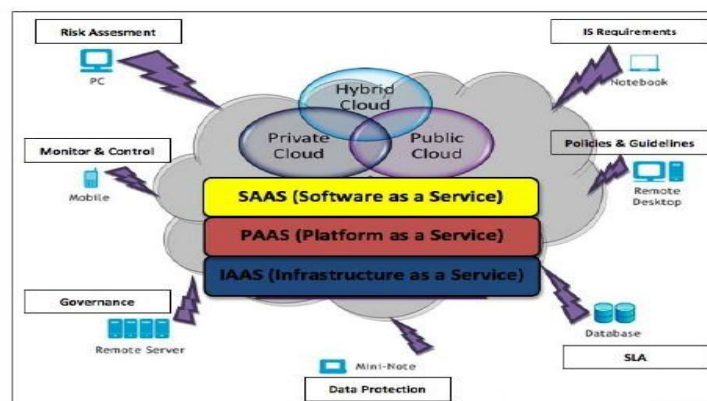 Risk Assesment
IS Requirements
PC
Notebook
Hybrid
Cloud
Private
Cloud
Public
Cloud
Monitor & Control
Policies & Guidelines
Mobile
Remote
Desktop
SAAS (Software as a Service)
PAAS (Platform as a Service)
IAAS (Infrastructure as a Service)
Governance
Remote Server
Database
Mini-Note
SLA
Data Protection